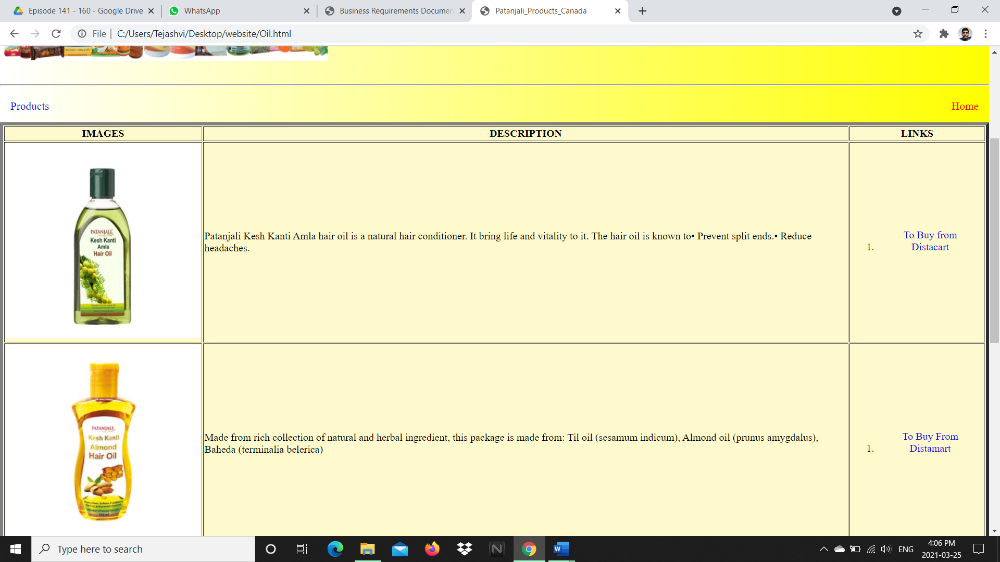 Episode 141 - 160 - Google Drive
WhatsApp
Business Requirements Documen
Patanjali_Products_Canada
File
C:/Users/Tejashvi/Desktop/website/Oil.html
Products
Home
IMAGES
DESCRIPTION
LINKS
PATANJALI
Kesh Kanti
Amla
Hair Oil
Patanjali Kesh Kanti Amla hair oil is a natural hair conditioner. It bring life and vitality to it. The hair oil is known to• Prevent split ends.• Reduce
headaches.
1. To Buy from
Distacart
PATANJALI
Kesh Kanti
Almond
Hair Oil
100 ml
Made from rich collection of natural and herbal ingredient, this package is made from: Til oil (sesamum indicum), Almond oil (prunus amygdalus),
Baheda (terminalia belerica)
1. To Buy From
Distamart
Type here to search
ENG
4:06 PM
2021-03-25